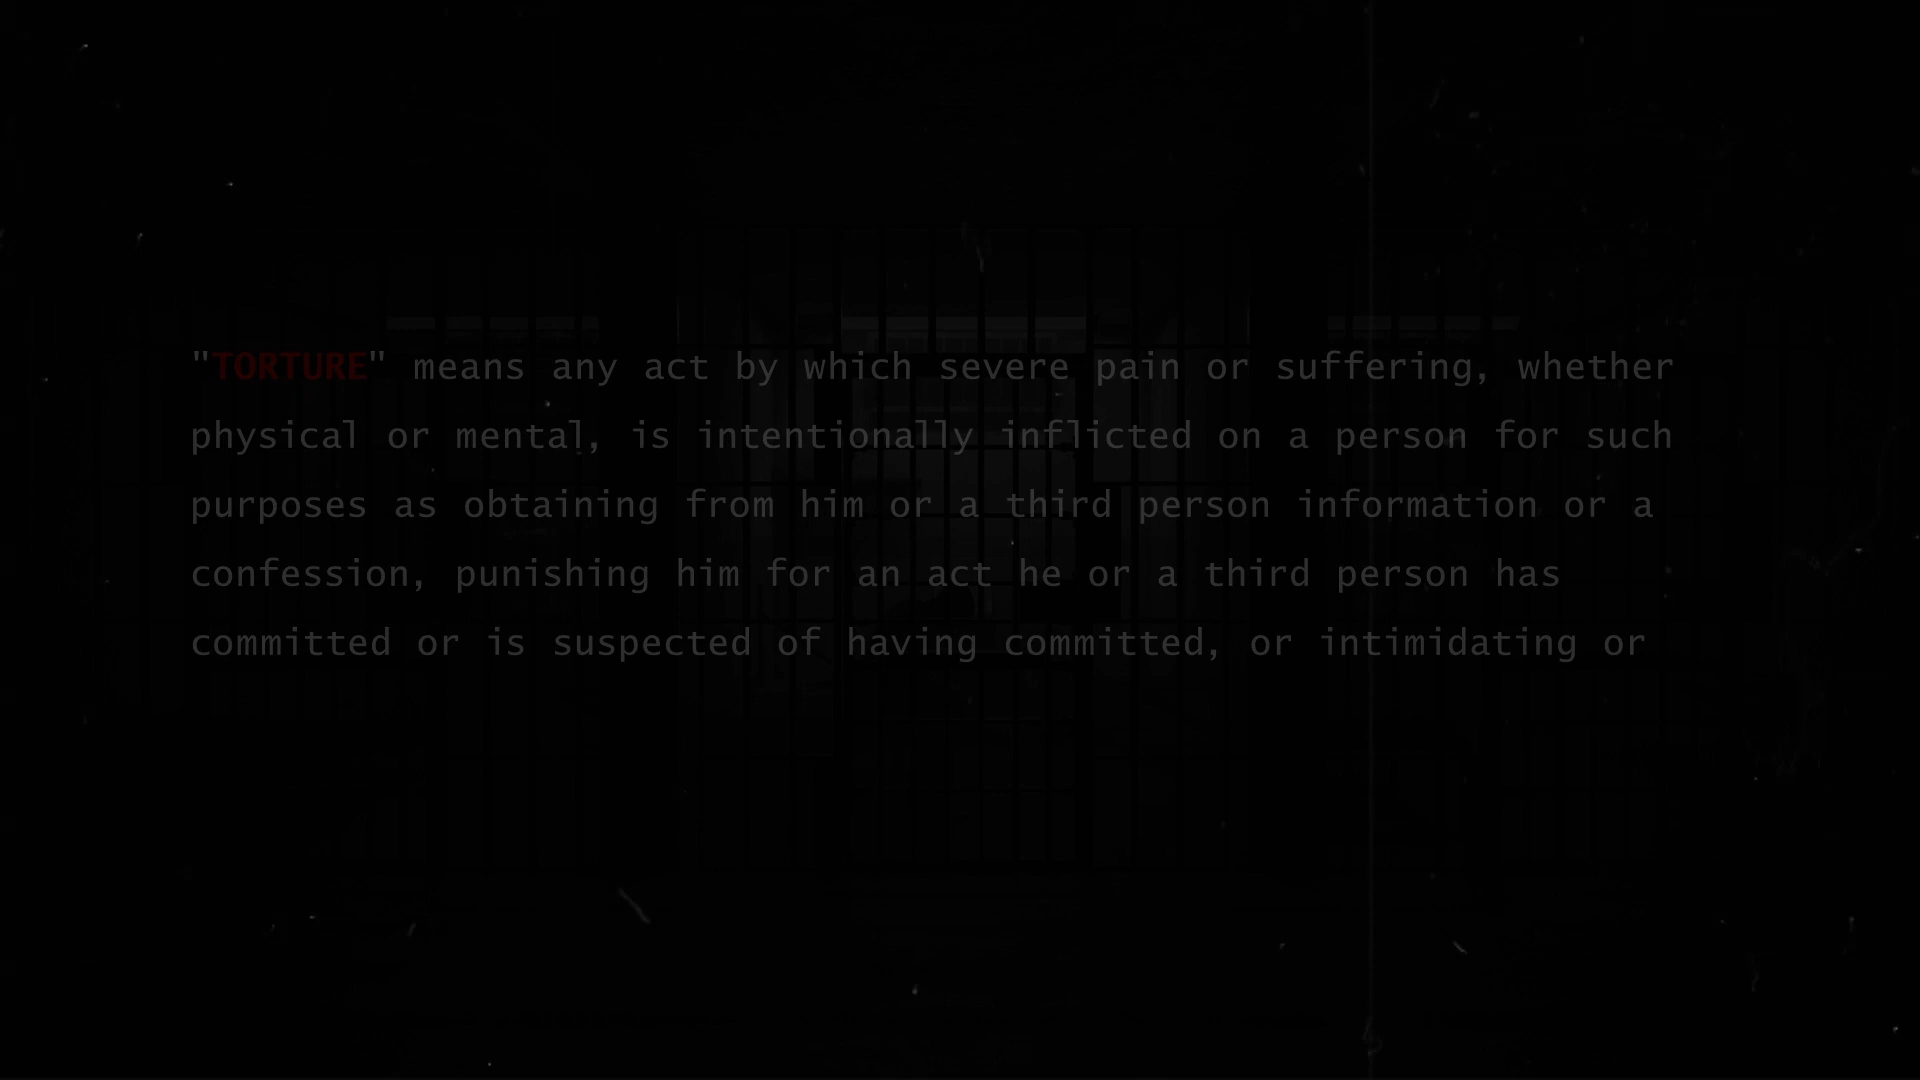 "TORTURE" means any act by which severe pain or suffering, whether
physical or mental, is intentionally inflicted on a person for such
purposes as obtaining from him or a third person information or a
confession, punishing him for an act he or a third person has
committed or is suspected of having committed, or intimidating or